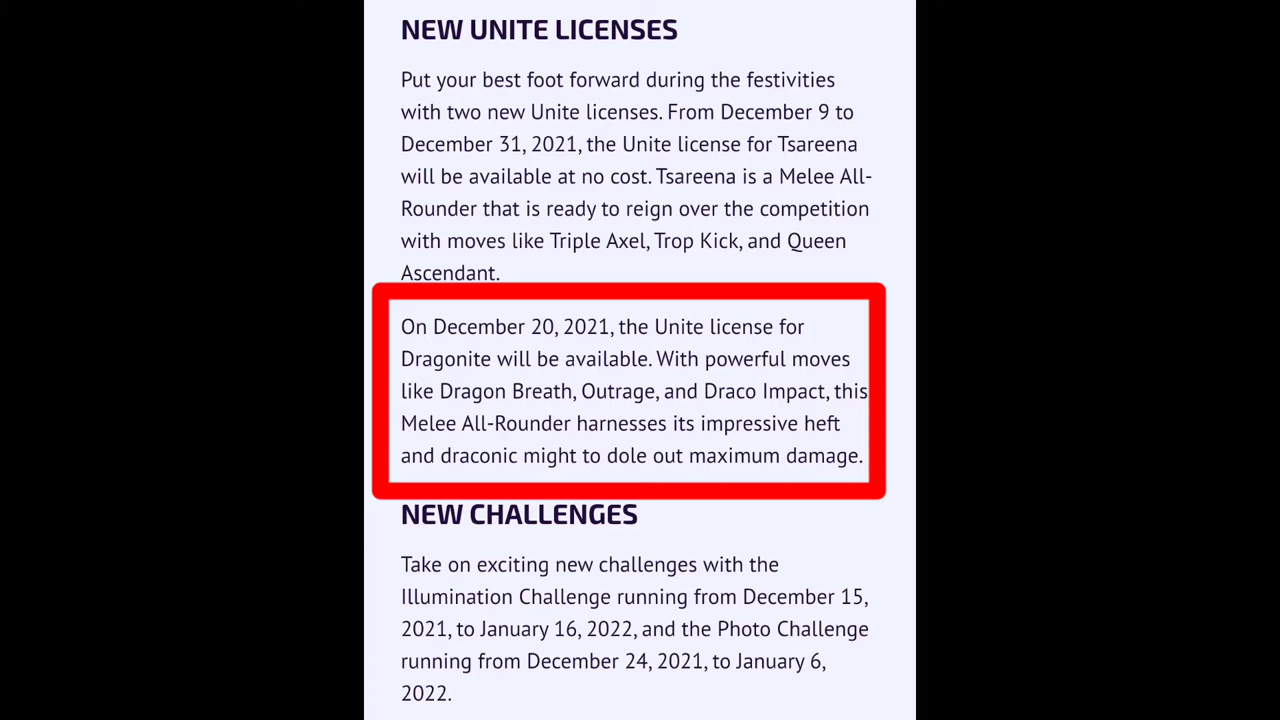 NEW UNITE LICENSES
Put your best foot forward during the festivities
with two new Unite licenses. From December 9 to
December 31, 2021, the Unite license for Tsareena
will be available at no cost. Tsareena is a Melee All-
Rounder that is ready to reign over the competition
with moves like Triple Axel, Trop Kick, and Queen
Ascendant.
On December 20, 2021, the Unite license for
Dragonite will be available. With powerful moves
like Dragon Breath, Outrage, and Draco Impact, this
Melee All-Rounder harnesses its impressive heft
and draconic might to dole out maximum damage.
NEW CHALLENGES
Take on exciting new challenges with the
Illumination Challenge running from December 15,
2021, to January 16, 2022, and the Photo Challenge
running from December 24, 2021, to January 6,
2022.